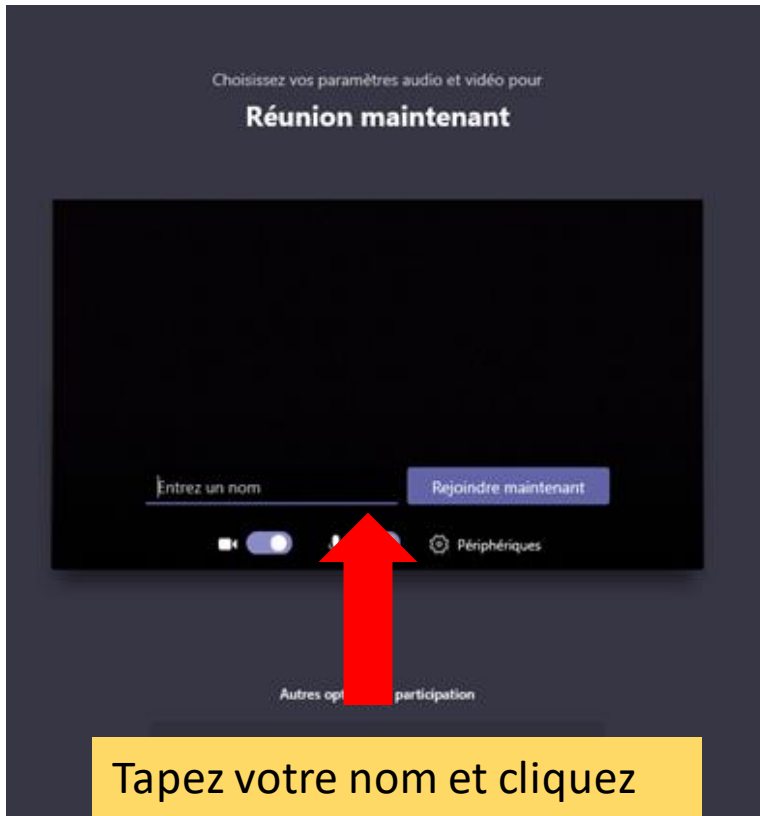 Choisissez vos paramètres audio et vidéo pour
Réunion maintenant
Entrez un nom
Rejoindre maintenant
Périphériques
Autres opt participation
Tapez votre nom et cliquez